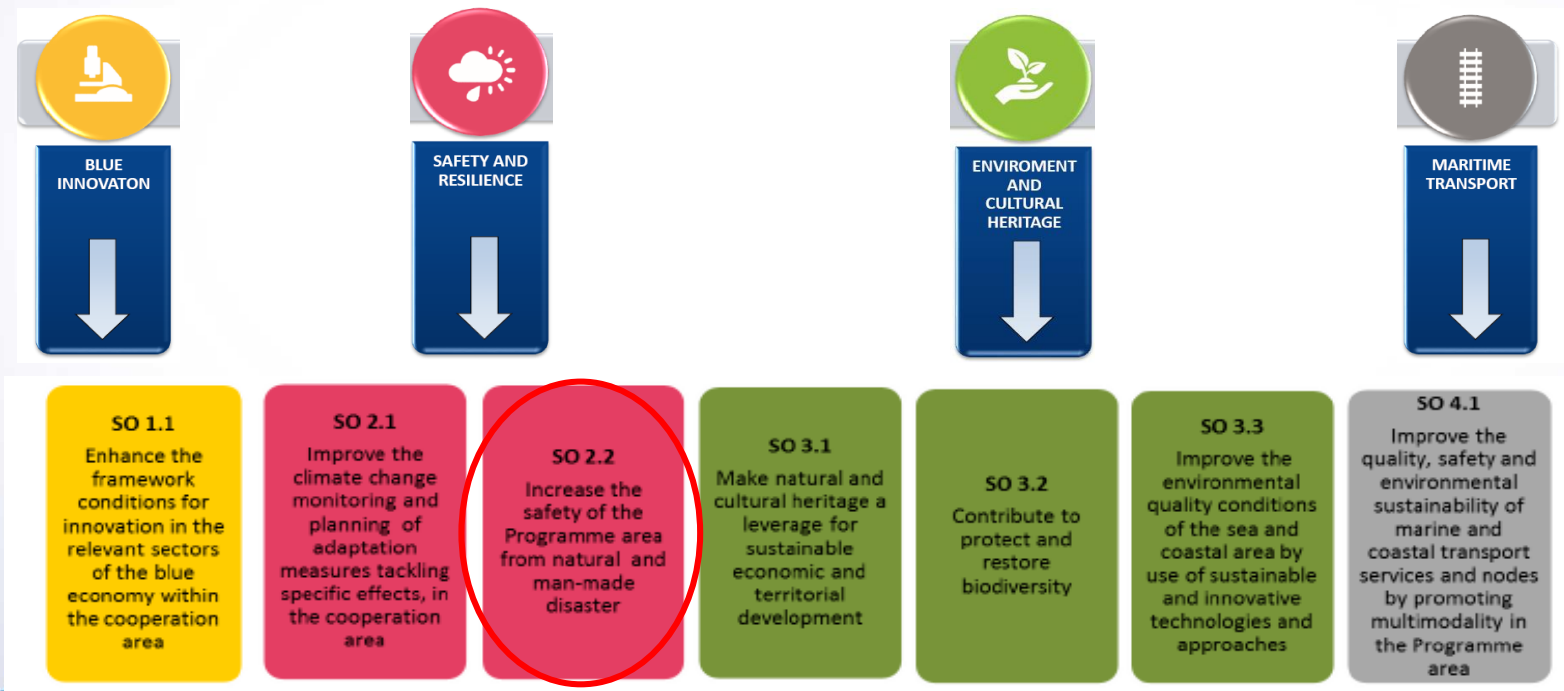 BLUE
INNOVATON
SAFETY AND
RESILIENCE
ENVIROMENT
AND
CULTURAL
HERITAGE
MARITIME
TRANSPORT
SO 1.1
Enhance the
framework
conditions for
innovation in the
relevant sectors
of the blue
economy within
the cooperation
area
SO 2.1
Improve the
climate change
monitoring and
planning of
adaptation
measures tackling
specific effects, in
the cooperation
area
SO 2.2
Increase the
safety of the
Programme area
from natural and
man-made
disaster
SO 3.1
Make natural and
cultural heritage a
leverage for
sustainable
economic and
territorial
development
SO 3.2
Contribute to
protect and
restore
biodiversity
SO 3.3
Improve the
environmental
quality conditions
of the sea and
coastal area by
use of sustainable
and innovative
technologies and
approaches
SO 4.1
Improve the
quality, safety and
environmental
sustainability of
marine and
coastal transport
services and nodes
by promoting
multimodality in
the Programme
area